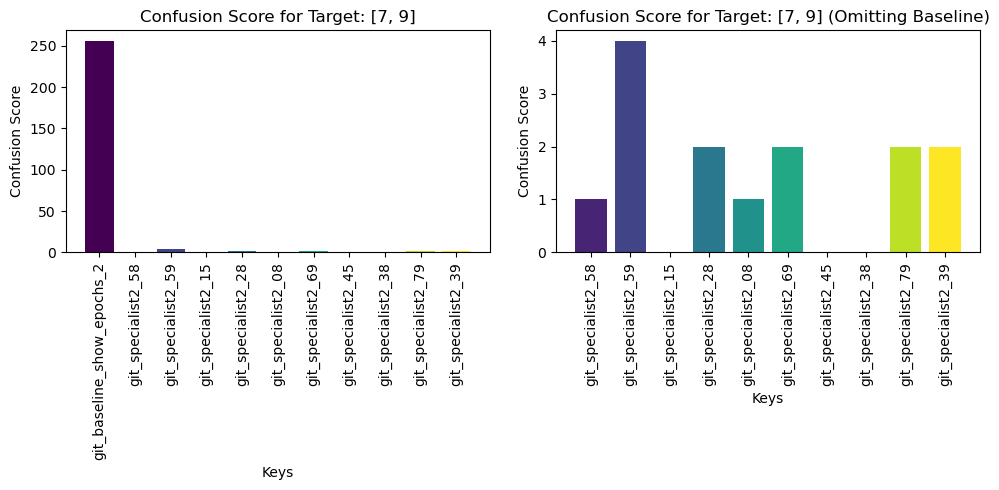 Confusion Score for Target: [7, 9]
Confusion Score
250
200
150
100
50
0
git_baseline_show_epochs_2
git_specialist2_58
git_specialist2_59
git_specialist2_15
git_specialist2_28
git_specialist2_08
git_specialist2_69
git_specialist2_45
git_specialist2_38
git_specialist2_79
git_specialist2_39
Keys
Confusion Score for Target: [7, 9] (Omitting Baseline)
Confusion Score
4
3
2
1
0
git_specialist2_58
git_specialist2_59
git_specialist2_15
git_specialist2_28
git_specialist2_08
git_specialist2_69
git_specialist2_45
git_specialist2_38
git_specialist2_79
git_specialist2_39
Keys